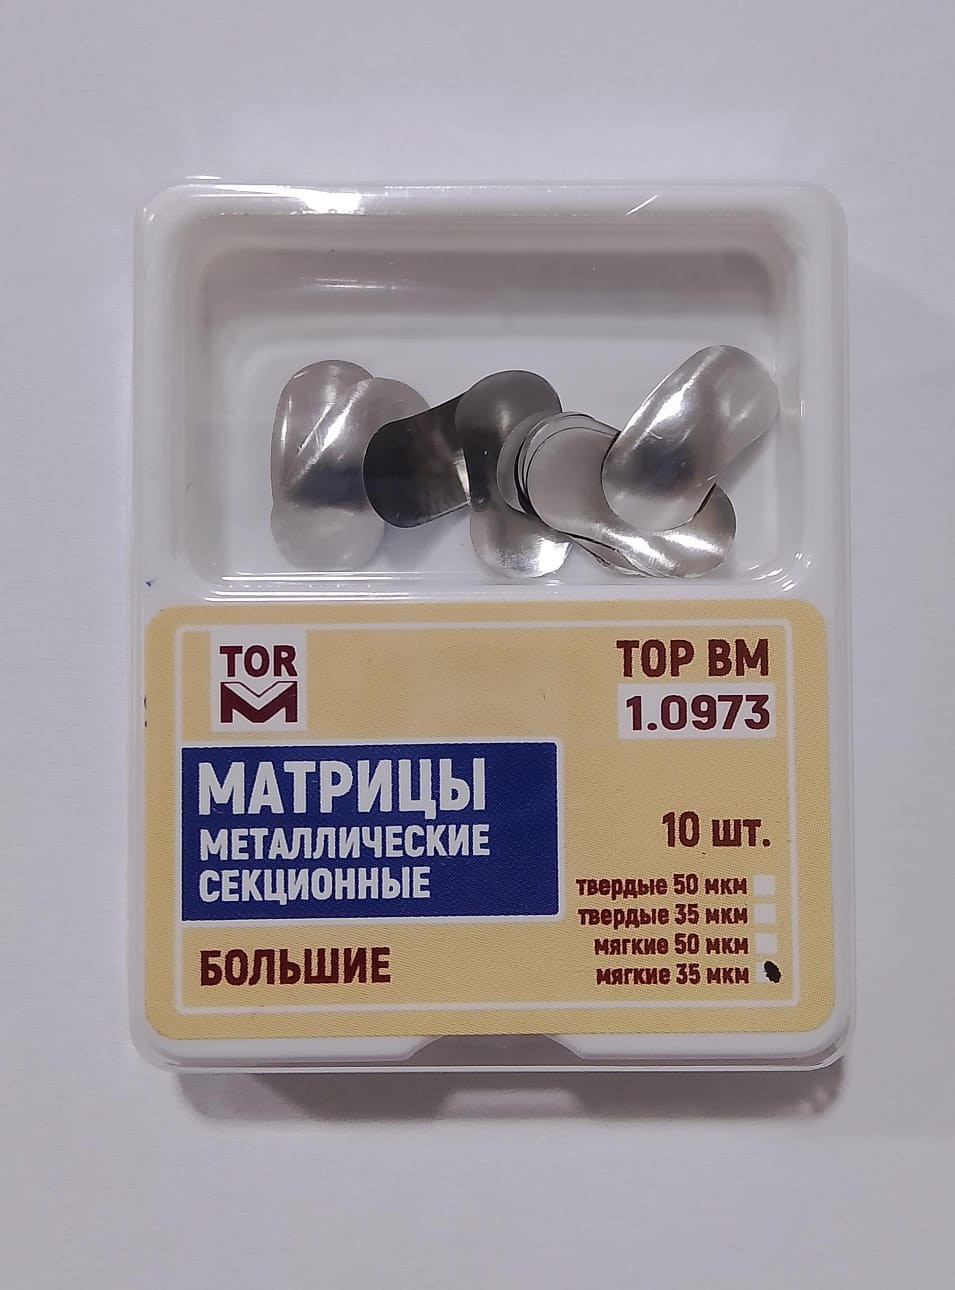 TOR
M
ТОР ВМ
1.0973
МАТРИЦЫ
МЕТАЛЛИЧЕСКИЕ
СЕКЦИОННЫЕ
БОЛЬШИЕ
10 шт.
твердые 50 мкм
твердые 35 мкм
мягкие 50 мкм
мягкие 35 мкм